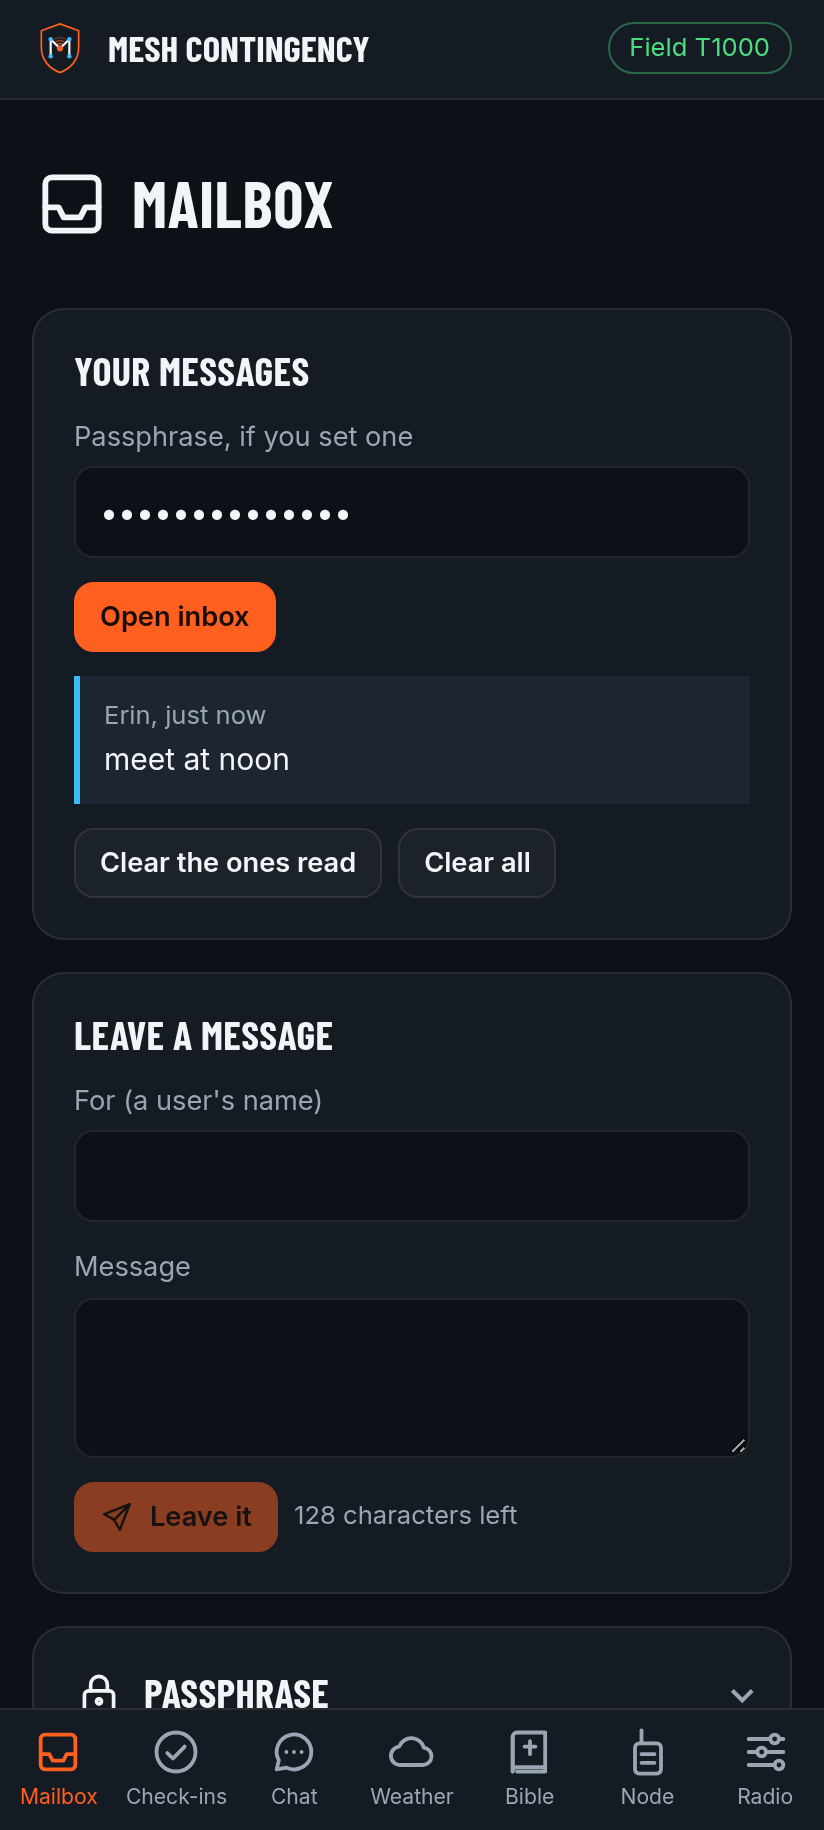 MESH CONTINGENCY
Field T1000
MAILBOX
YOUR MESSAGES
Passphrase, if you set one
••••••••••••••
Open inbox
Erin, just now
meet at noon
Clear the ones read
Clear all
LEAVE A MESSAGE
For (a user's name)
Message
Leave it
128 characters left
PASSPHRASE
Mailbox
Check-ins
Chat
Weather
Bible
Node
Radio